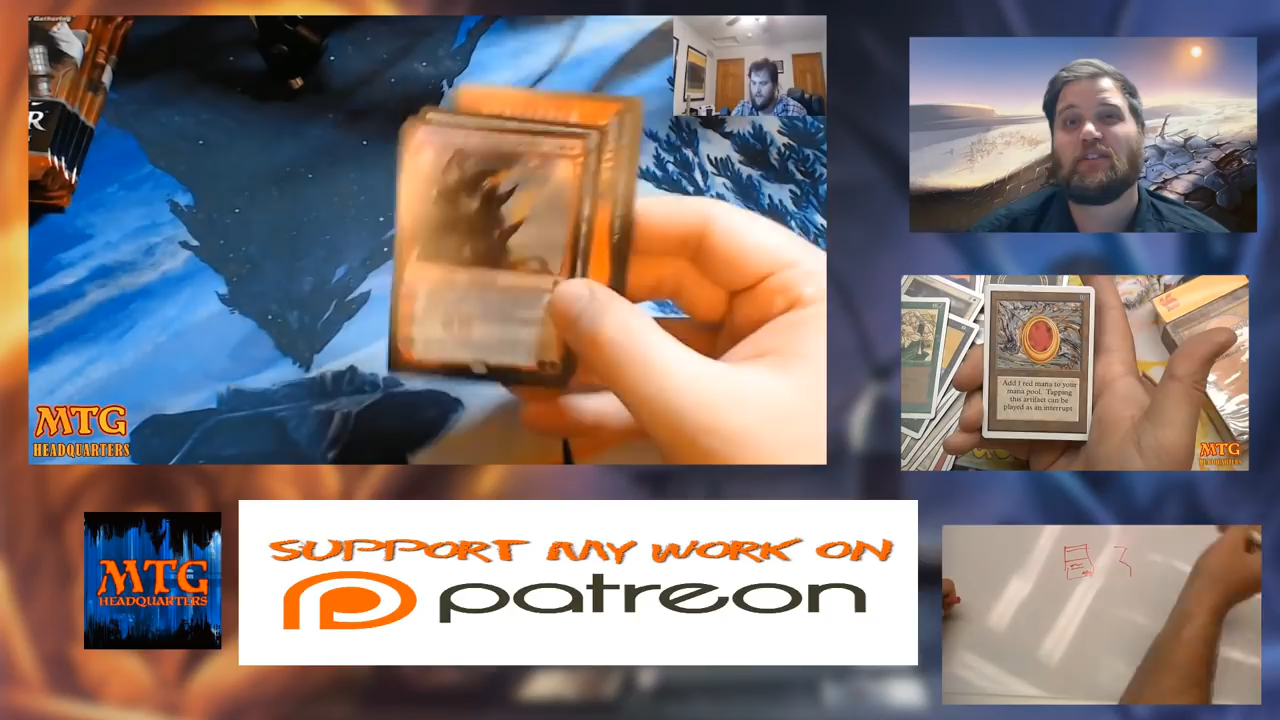 R
MTG
HEADQUARTERS
Add 1 red mana to your
mana pool. Tapping
this artifact can be
played as an interrupt
MTG
HEADQUARTERS
MTG
HEADQUARTERS
SUPPORT MY WORK ON
patreon
3